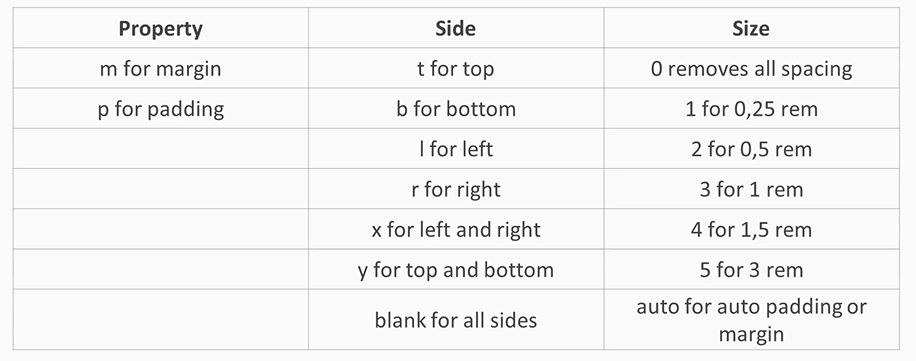 Property Side Size
m for margin t for top 0 removes all spacing
p for padding b for bottom 1 for 0,25 rem
l for left 2 for 0,5 rem
r for right 3 for 1 rem
x for left and right 4 for 1,5 rem
y for top and bottom 5 for 3 rem
blank for all sides auto for auto padding or
margin